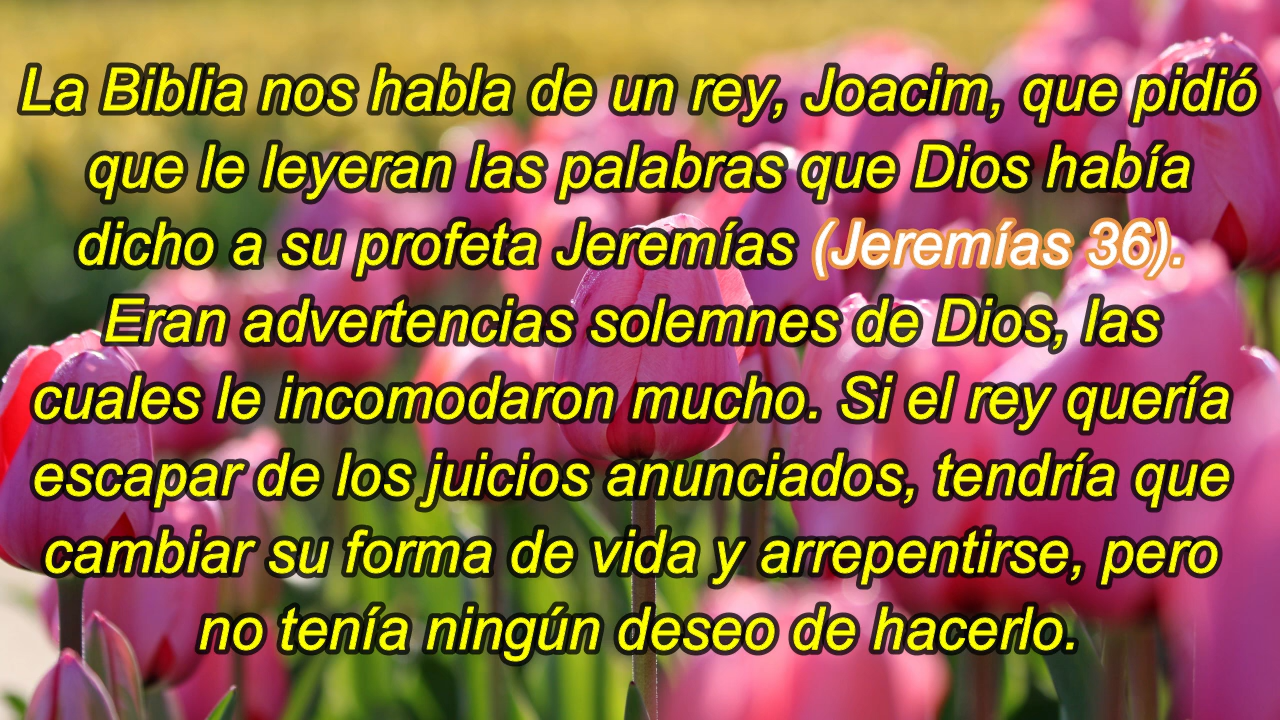 La Biblia nos habla de un rey, Joacim, que pidió
que le leyeran las palabras que Dios había
dicho a su profeta Jeremías (Jeremías 36).
Eran advertencias solemnes de Dios, las
cuales le incomodaron mucho. Si el rey quería
escapar de los juicios anunciados, tendría que
cambiar su forma de vida y arrepentirse, pero
no tenía ningún deseo de hacerlo.